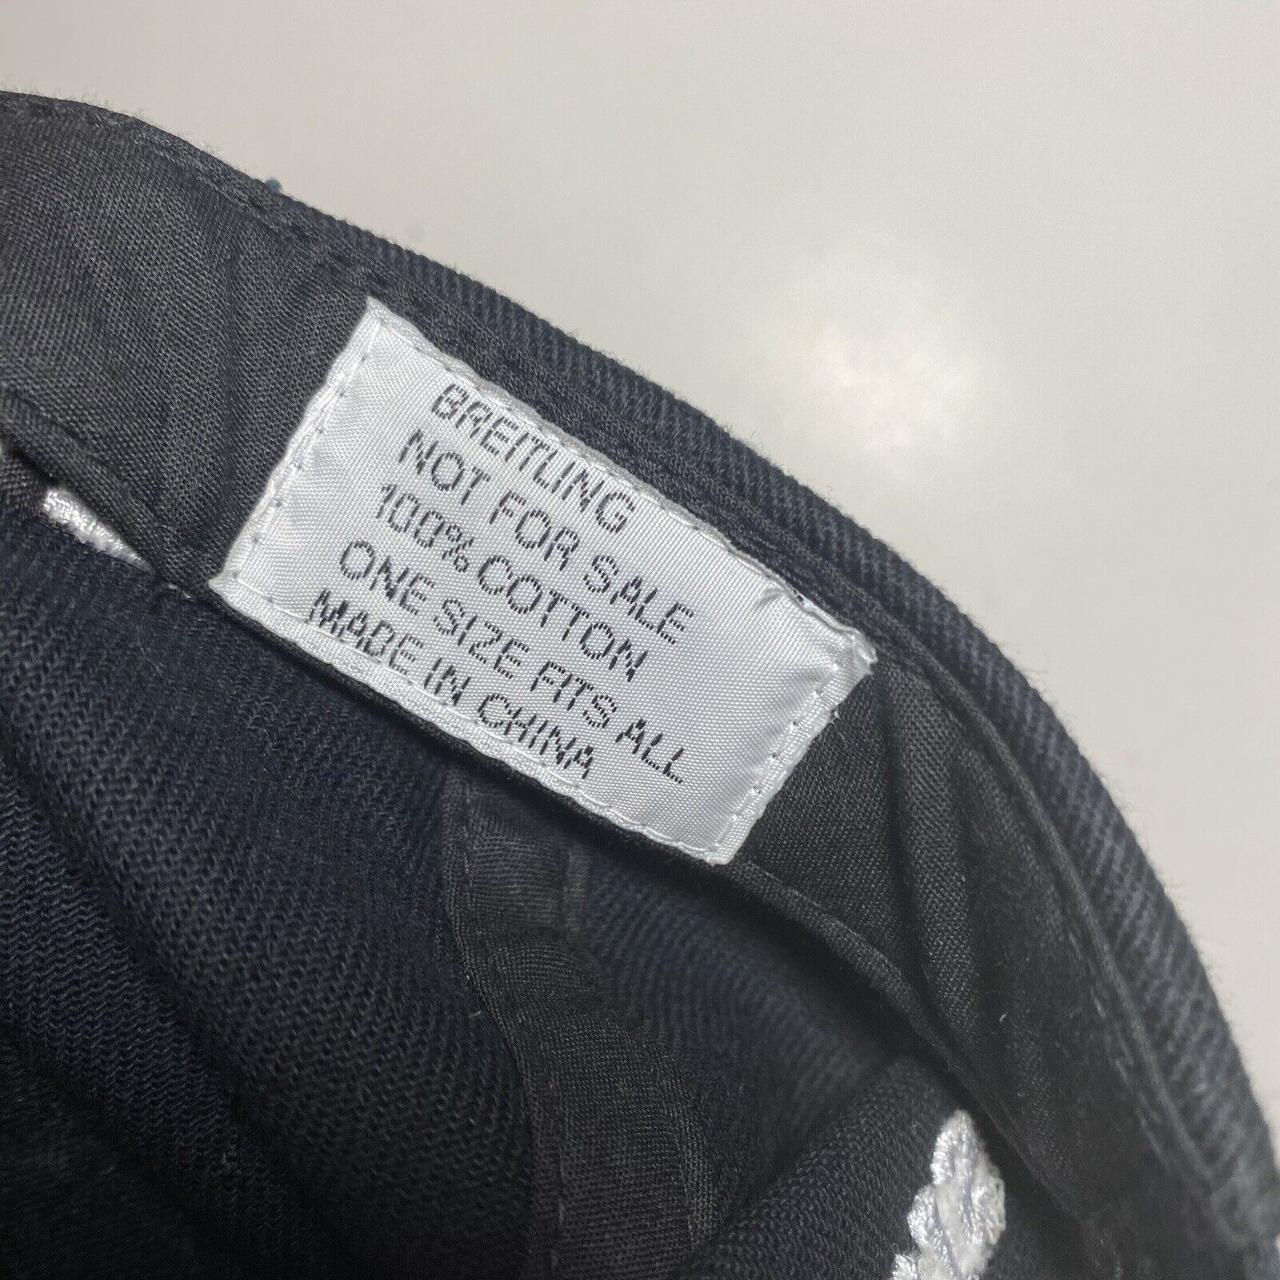 BREITLING
NOT FOR SALE
100% COTTON
ONE SIZE FITS ALL
MADE IN CHINA